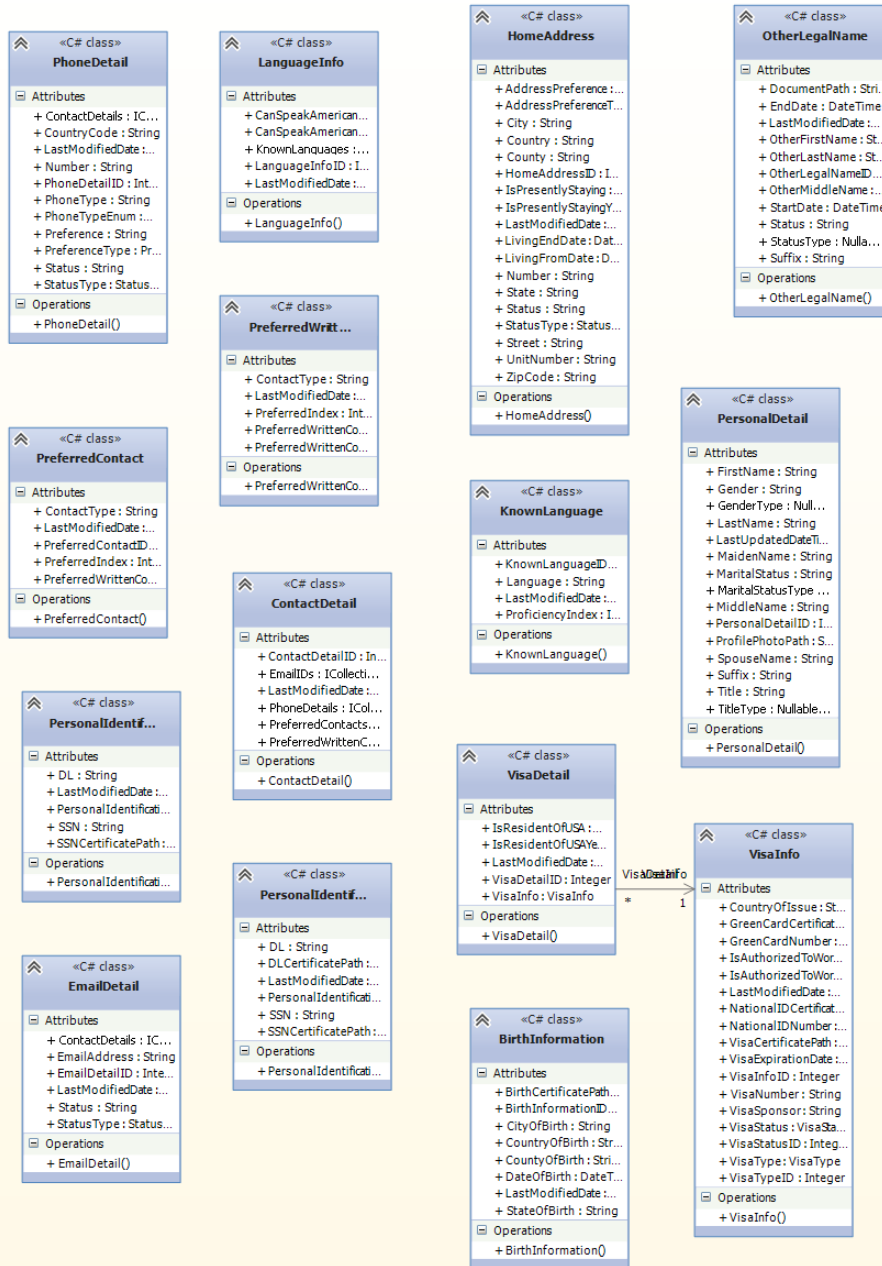 «C# class»
PhoneDetail
Attributes
+ ContactDetails : IC...
+ CountryCode : String
+ LastModifiedDate :...
+ Number : String
+ PhoneDetailID : Int...
+ PhoneType : String
+ PhoneTypeEnum :...
+ Preference : String
+ PreferenceType : Pr...
+ Status : String
+ StatusType : Status...
Operations
+ PhoneDetail()
«C# class»
LanguageInfo
Attributes
+ CanSpeakAmerican...
+ CanSpeakAmerican...
+ KnownLanguages :...
+ LanguageInfoID : I...
+ LastModifiedDate :...
Operations
+ LanguageInfo()
«C# class»
HomeAddress
Attributes
+ AddressPreference :...
+ AddressPreferenceT...
+ City : String
+ Country : String
+ County : String
+ HomeAddressID : I...
+ IsPresentlyStaying :...
+ IsPresentlyStayingY...
+ LastModifiedDate :...
+ LivingEndDate : Dat...
+ LivingFromDate : D...
+ Number : String
+ State : String
+ Status : String
+ StatusType : Status...
+ Street : String
+ UnitNumber : String
+ ZipCode : String
Operations
+ HomeAddress()
«C# class»
OtherLegalName
Attributes
+ DocumentPath : Stri...
+ EndDate : DateTime
+ LastModifiedDate :...
+ OtherFirstName : St...
+ OtherLastName : St...
+ OtherLegalNameID...
+ OtherMiddleName :...
+ StartDate : DateTime
+ Status : String
+ StatusType : Nulla...
+ Suffix : String
Operations
+ OtherLegalName()
«C# class»
PreferredWritt ...
Attributes
+ ContactType : String
+ LastModifiedDate :...
+ PreferredIndex : Int...
+ PreferredWrittenCo...
+ PreferredWrittenCo...
Operations
+ PreferredWrittenCo...
«C# class»
PersonalDetail
Attributes
+ FirstName : String
+ Gender : String
+ GenderType : Null...
+ LastName : String
+ LastUpdatedDateTi...
+ MaidenName : String
+ MaritalStatus : String
+ MaritalStatusType ...
+ MiddleName : String
+ PersonalDetailID : I...
+ ProfilePhotoPath : S...
+ SpouseName : String
+ Suffix : String
+ Title : String
+ TitleType : Nullable...
Operations
+ PersonalDetail()
«C# class»
PreferredContact
Attributes
+ ContactType : String
+ LastModifiedDate :...
+ PreferredContactID...
+ PreferredIndex : Int...
+ PreferredWrittenCo...
Operations
+ PreferredContact()
«C# class»
KnownLanguage
Attributes
+ KnownLanguageID...
+ Language : String
+ LastModifiedDate :...
+ ProficiencyIndex : I...
Operations
+ KnownLanguage()
«C# class»
ContactDetail
Attributes
+ ContactDetailID : In...
+ EmailIDs : ICollecti...
+ LastModifiedDate :...
+ PhoneDetails : ICol...
+ PreferredContacts...
+ PreferredWrittenC...
Operations
+ ContactDetail()
«C# class»
PersonalIdentif...
Attributes
+ DL : String
+ LastModifiedDate :...
+ PersonalIdentificati...
+ SSN : String
+ SSNCertificatePath :...
Operations
+ PersonalIdentificati...
«C# class»
VisaDetail
Attributes
+ IsResidentOfUSA :...
+ IsResidentOfUSAYe...
+ LastModifiedDate :...
+ VisaDetailID : Integer
+ VisaInfo : VisaInfo
Operations
+ VisaDetail()
*
1
«C# class»
VisaInfo
Attributes
+ CountryOfIssue : St...
+ GreenCardCertificat...
+ GreenCardNumber :...
+ IsAuthorizedToWor...
+ IsAuthorizedToWor...
+ LastModifiedDate :...
+ NationalIDCertificat...
+ NationalIDNumber :...
+ VisaCertificatePath :...
+ VisaExpirationDate :...
+ VisaInfoID : Integer
+ VisaNumber : String
+ VisaSponsor : String
+ VisaStatus : VisaSta...
+ VisaStatusID : Integ...
+ VisaType : VisaType
+ VisaTypeID : Integer
Operations
+ VisaInfo()
«C# class»
PersonalIdentif...
Attributes
+ DL : String
+ DLCertificatePath :...
+ LastModifiedDate :...
+ PersonalIdentificati...
+ SSN : String
+ SSNCertificatePath :...
Operations
+ PersonalIdentificati...
«C# class»
EmailDetail
Attributes
+ ContactDetails : IC...
+ EmailAddress : String
+ EmailDetailID : Inte...
+ LastModifiedDate :...
+ Status : String
+ StatusType : Status...
Operations
+ EmailDetail()
«C# class»
BirthInformation
Attributes
+ BirthCertificatePath...
+ BirthInformationID...
+ CityOfBirth : String
+ CountryOfBirth : Str...
+ CountyOfBirth : Stri...
+ DateOfBirth : DateT...
+ LastModifiedDate :...
+ StateOfBirth : String
Operations
+ BirthInformation()